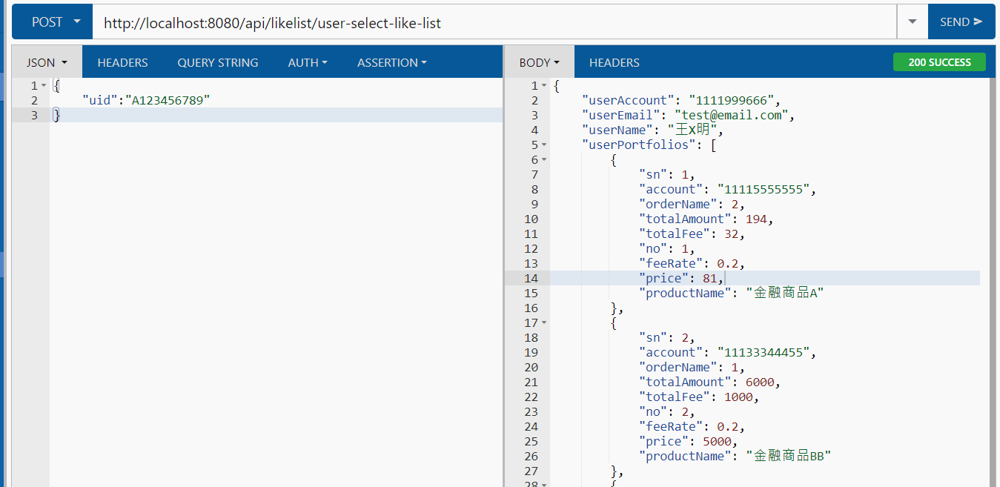 POST http://localhost:8080/api/likelist/user-select-like-list SEND
JSON HEADERS QUERY STRING AUTH ASSERTION BODY HEADERS 200 SUCCESS
1 {
2 "uid":"A123456789"
3 }
1 {
2 "userAccount": "1111999666",
3 "userEmail": "test@email.com",
4 "userName": "王X明",
5 "userPortfolios": [
6 {
7 "sn": 1,
8 "account": "11115555555",
9 "orderName": 2,
10 "totalAmount": 194,
11 "totalFee": 32,
12 "no": 1,
13 "feeRate": 0.2,
14 "price": 81,
15 "productName": "金融商品A"
16 },
17 {
18 "sn": 2,
19 "account": "11133344455",
20 "orderName": 1,
21 "totalAmount": 6000,
22 "totalFee": 1000,
23 "no": 2,
24 "feeRate": 0.2,
25 "price": 5000,
26 "productName": "金融商品BB"
27 },
28 {